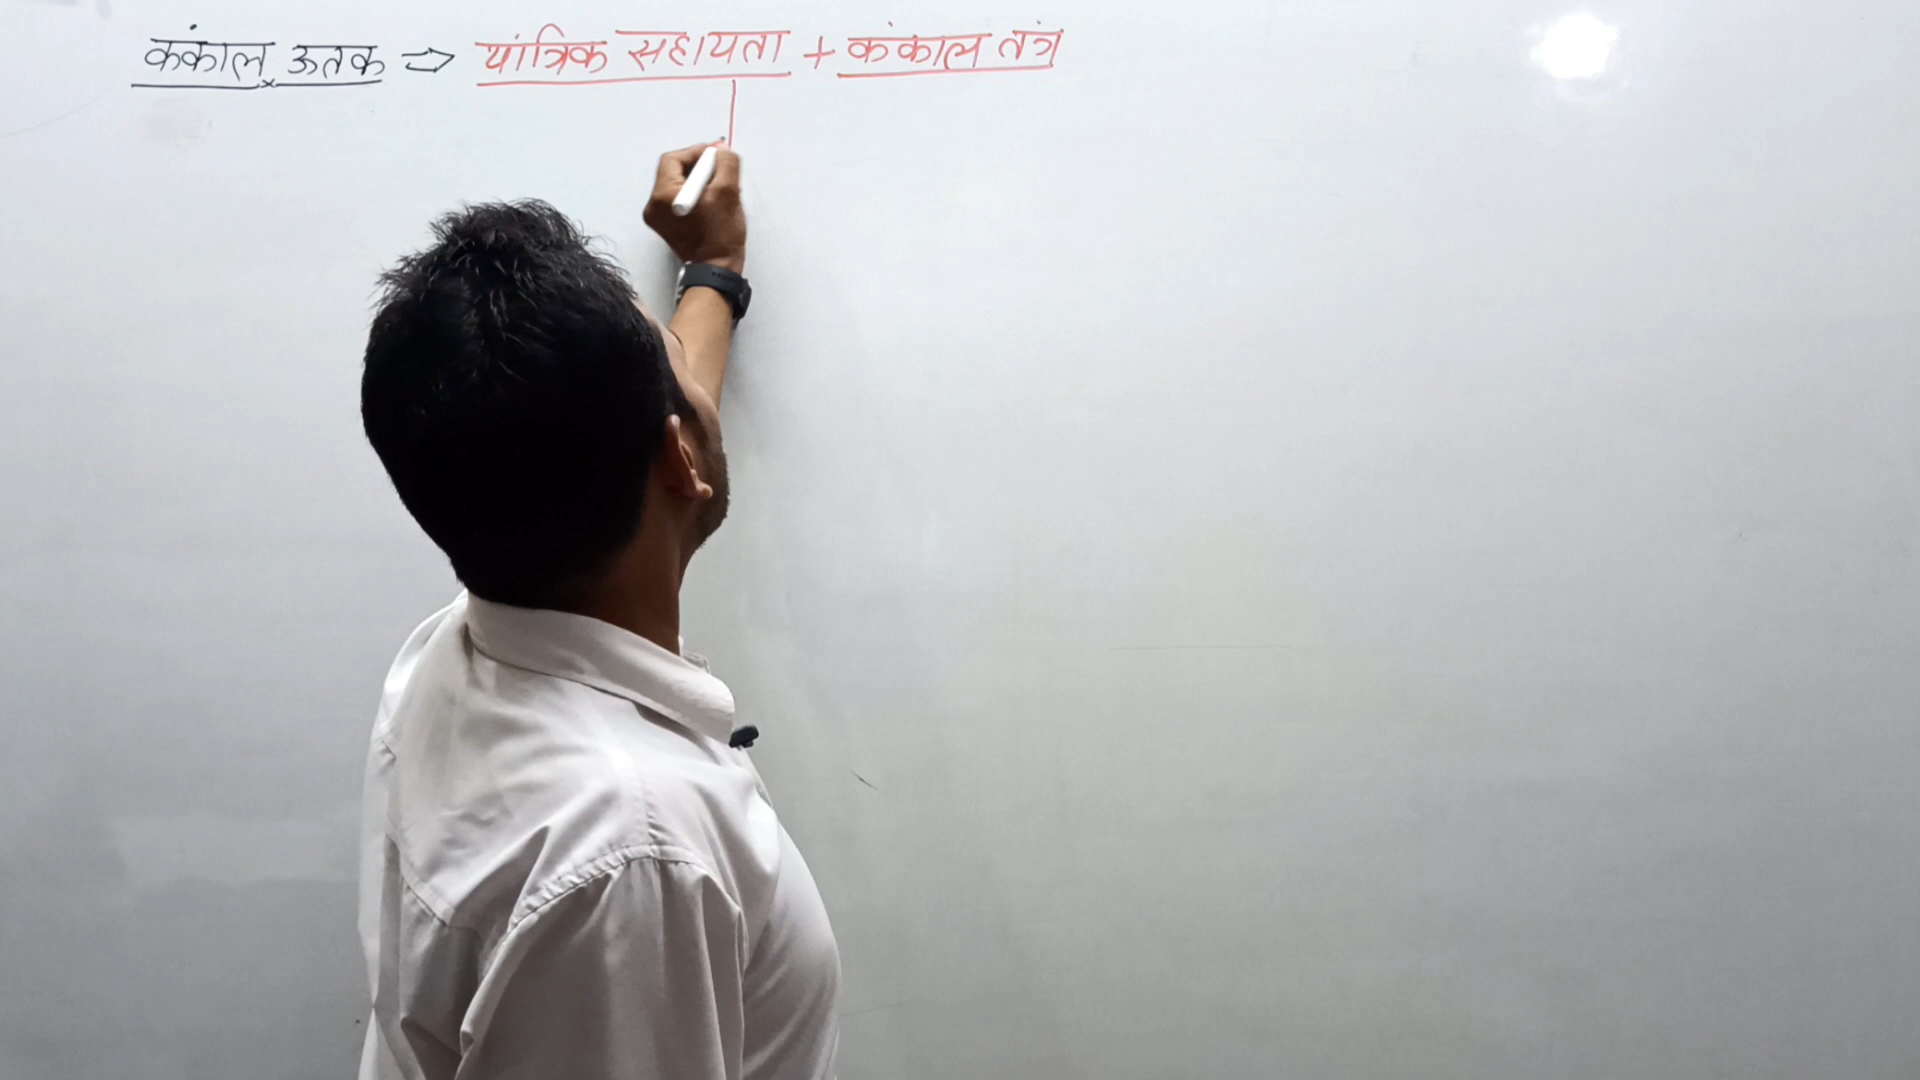 कंकाल ऊतक ⇒ यांत्रिक सहायता + कंकाल तंत्र